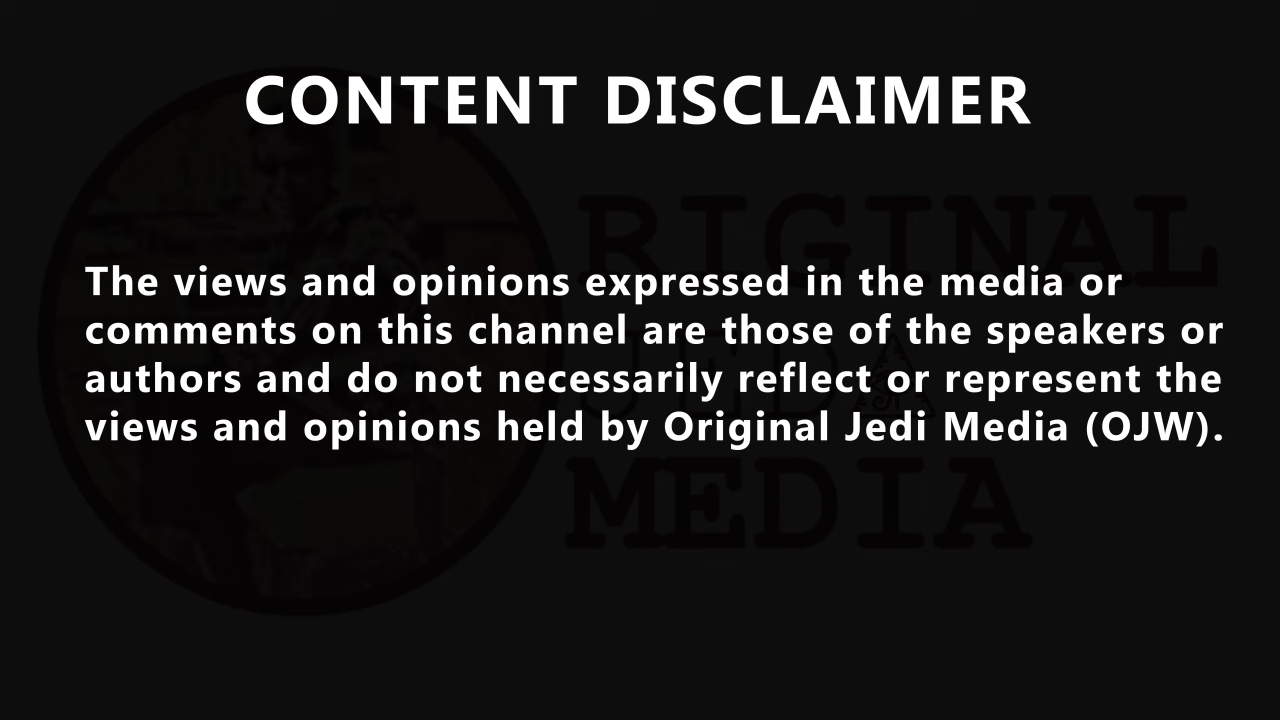 CONTENT DISCLAIMER
RIGINAL
The views and opinions expressed in the media or
comments on this channel are those of the speakers or
authors and do not necessarily reflect or represent the
views and opinions held by Original Jedi Media (OJW).
MEDIA